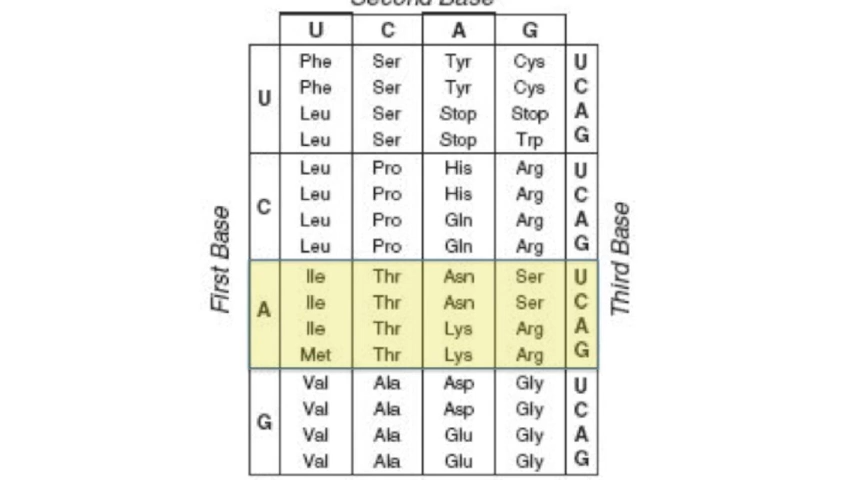 Second Base
U C A G
Phe Ser Tyr Cys U
Phe Ser Tyr Cys C
U
Leu Ser Stop Stop A
Leu Ser Stop Trp G
Leu Pro His Arg U
Leu Pro His Arg C
C
Leu Pro Gln Arg A
Leu Pro Gln Arg G
First Base
Third Base
Ile Thr Asn Ser U
Ile Thr Asn Ser C
A
Ile Thr Lys Arg A
Met Thr Lys Arg G
Val Ala Asp Gly U
Val Ala Asp Gly C
G
Val Ala Glu Gly A
Val Ala Glu Gly G